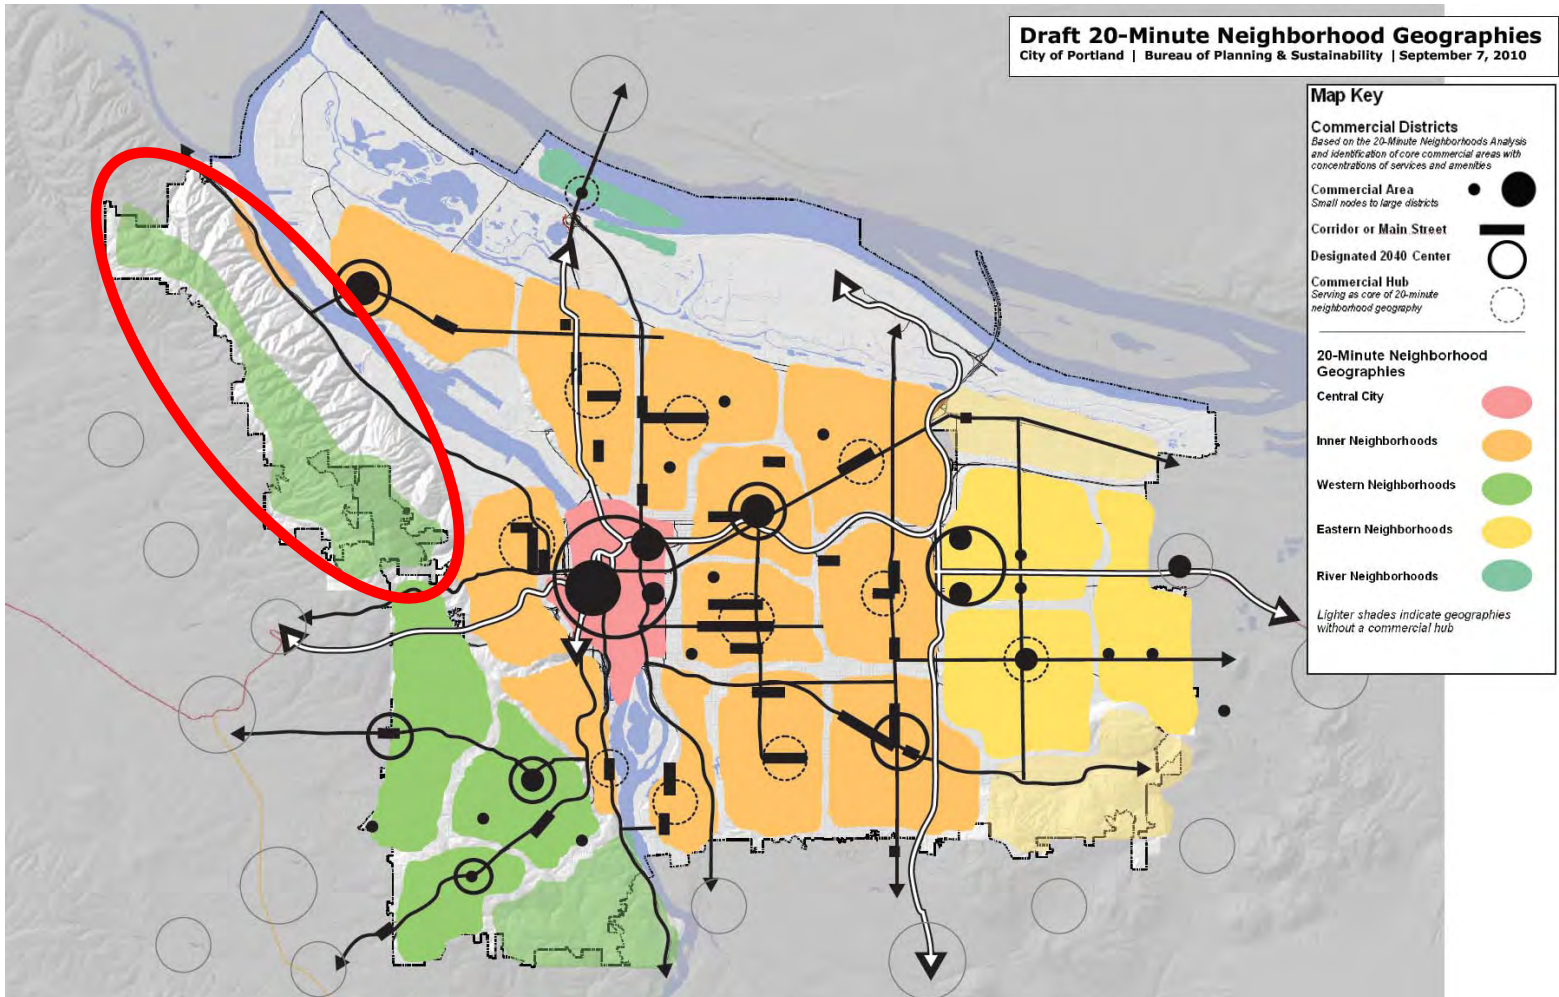 Draft 20-Minute Neighborhood Geographies
City of Portland | Bureau of Planning & Sustainability | September 7, 2010
Map Key
Commercial Districts
Based on the 20-Minute Neighborhoods Analysis
and identification of core commercial areas with
concentrations of services and amenities
Commercial Area
Small nodes to large districts
Corridor or Main Street
Designated 2040 Center
Commercial Hub
Serving as core of 20-minute
neighborhood geography
20-Minute Neighborhood
Geographies
Central City
Inner Neighborhoods
Western Neighborhoods
Eastern Neighborhoods
River Neighborhoods
Lighter shades indicate geographies
without a commercial hub